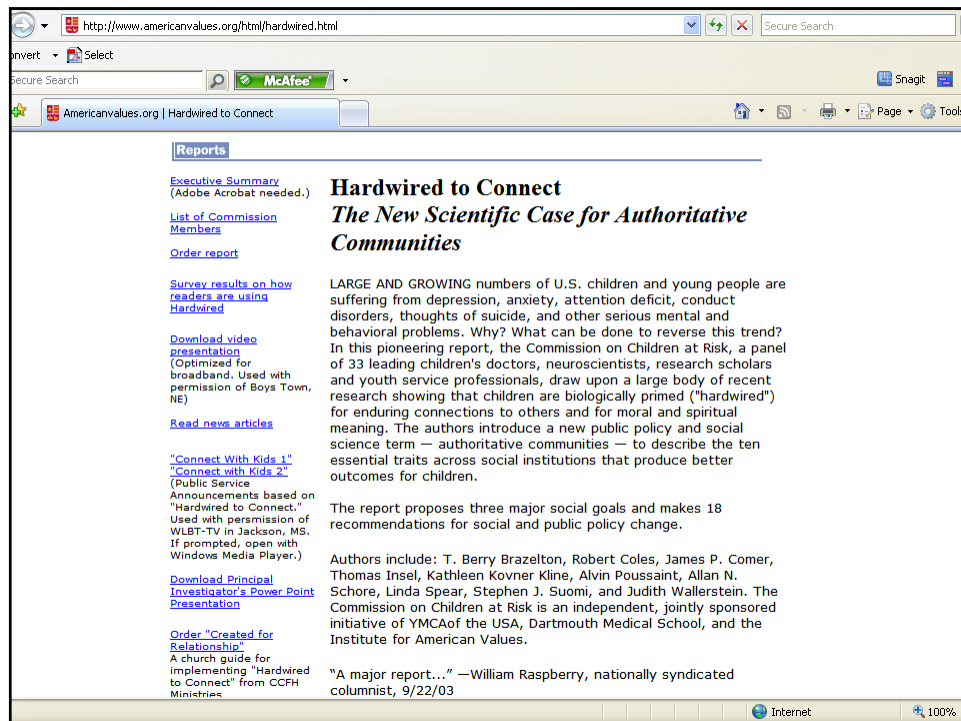 http://www.americanvalues.org/html/hardwired.html
Secure Search
onvert
Select
Secure Search
McAfee
Snagit
Americanvalues.org | Hardwired to Connect
Page
Tools
Reports
Executive Summary
(Adobe Acrobat needed.)
List of Commission
Members
Order report
Survey results on how
readers are using
Hardwired
Download video
presentation
(Optimized for
broadband. Used with
permission of Boys Town,
NE)
Read news articles
"Connect With Kids 1"
"Connect with Kids 2"
(Public Service
Announcements based on
"Hardwired to Connect."
Used with persmission of
WLBT-TV in Jackson, MS.
If prompted, open with
Windows Media Player.)
Download Principal
Investigator's Power Point
Presentation
Order "Created for
Relationship"
A church guide for
implementing "Hardwired
to Connect" from CCFH
Ministries
Hardwired to Connect
The New Scientific Case for Authoritative
Communities
LARGE AND GROWING numbers of U.S. children and young people are
suffering from depression, anxiety, attention deficit, conduct
disorders, thoughts of suicide, and other serious mental and
behavioral problems. Why? What can be done to reverse this trend?
In this pioneering report, the Commission on Children at Risk, a panel
of 33 leading children's doctors, neuroscientists, research scholars
and youth service professionals, draw upon a large body of recent
research showing that children are biologically primed ("hardwired")
for enduring connections to others and for moral and spiritual
meaning. The authors introduce a new public policy and social
science term — authoritative communities — to describe the ten
essential traits across social institutions that produce better
outcomes for children.
The report proposes three major social goals and makes 18
recommendations for social and public policy change.
Authors include: T. Berry Brazelton, Robert Coles, James P. Comer,
Thomas Insel, Kathleen Kovner Kline, Alvin Poussaint, Allan N.
Schore, Linda Spear, Stephen J. Suomi, and Judith Wallerstein. The
Commission on Children at Risk is an independent, jointly sponsored
initiative of YMCAof the USA, Dartmouth Medical School, and the
Institute for American Values.
“A major report...” —William Raspberry, nationally syndicated
columnist, 9/22/03
Internet
100%